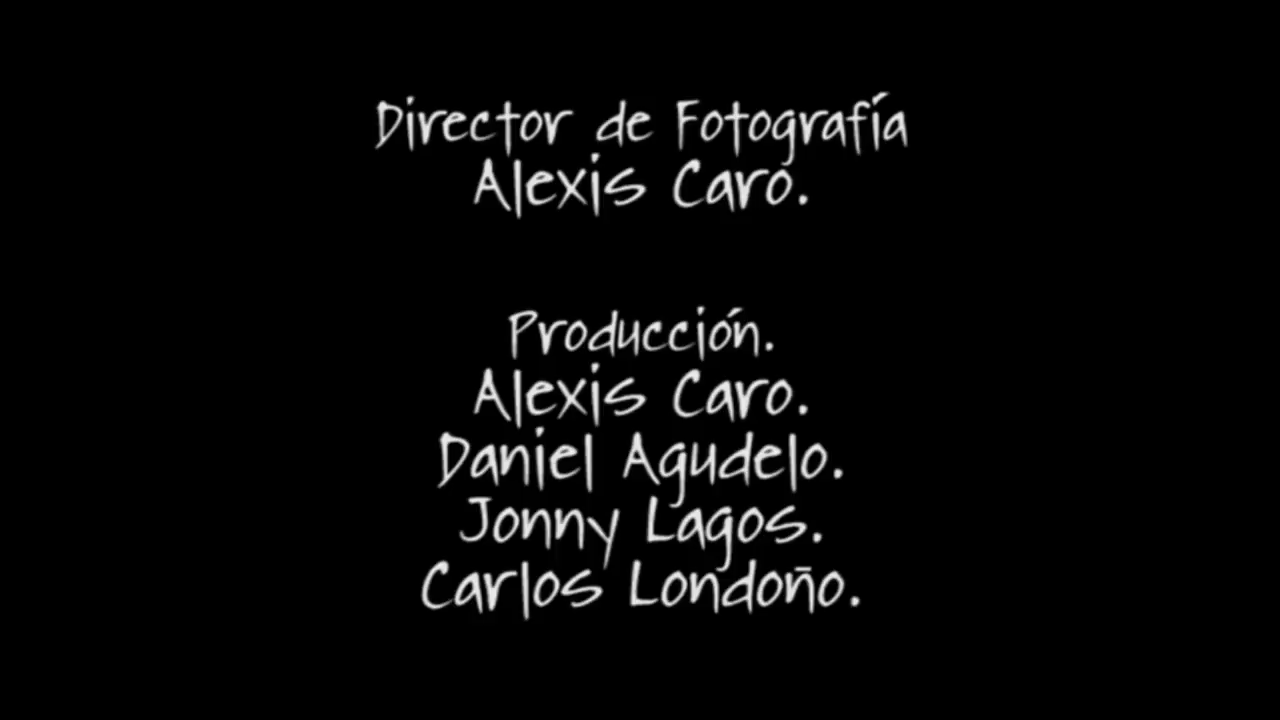 Director de Fotografía
Alexis Caro.
Producción.
Alexis Caro.
Daniel Agudelo.
Jonny Lagos.
Carlos Londoño.